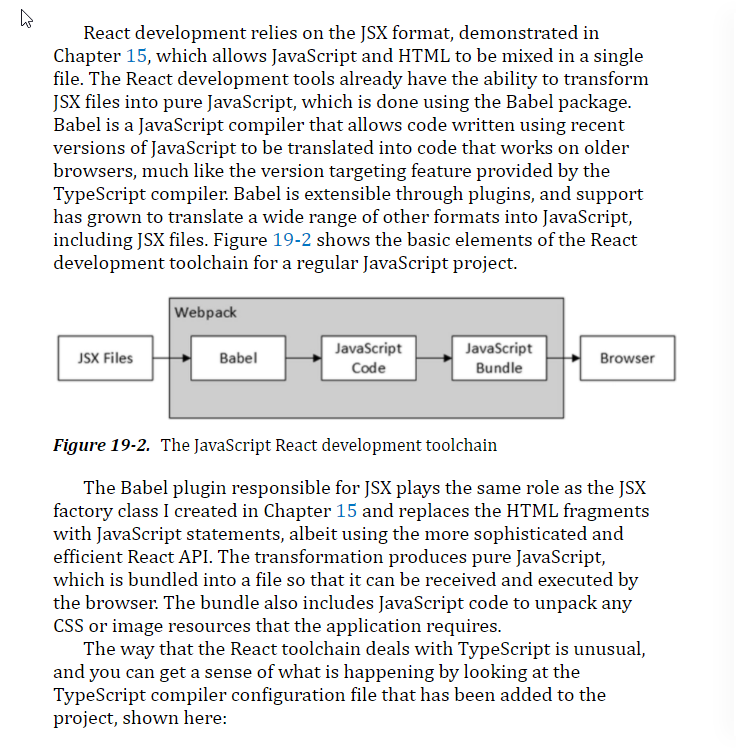 React development relies on the JSX format, demonstrated in
Chapter 15, which allows JavaScript and HTML to be mixed in a single
file. The React development tools already have the ability to transform
JSX files into pure JavaScript, which is done using the Babel package.
Babel is a JavaScript compiler that allows code written using recent
versions of JavaScript to be translated into code that works on older
browsers, much like the version targeting feature provided by the
TypeScript compiler. Babel is extensible through plugins, and support
has grown to translate a wide range of other formats into JavaScript,
including JSX files. Figure 19-2 shows the basic elements of the React
development toolchain for a regular JavaScript project.
Webpack
JSX Files
Babel
JavaScript
Code
JavaScript
Bundle
Browser
Figure 19-2. The JavaScript React development toolchain
The Babel plugin responsible for JSX plays the same role as the JSX
factory class I created in Chapter 15 and replaces the HTML fragments
with JavaScript statements, albeit using the more sophisticated and
efficient React API. The transformation produces pure JavaScript,
which is bundled into a file so that it can be received and executed by
the browser. The bundle also includes JavaScript code to unpack any
CSS or image resources that the application requires.
The way that the React toolchain deals with TypeScript is unusual,
and you can get a sense of what is happening by looking at the
TypeScript compiler configuration file that has been added to the
project, shown here: